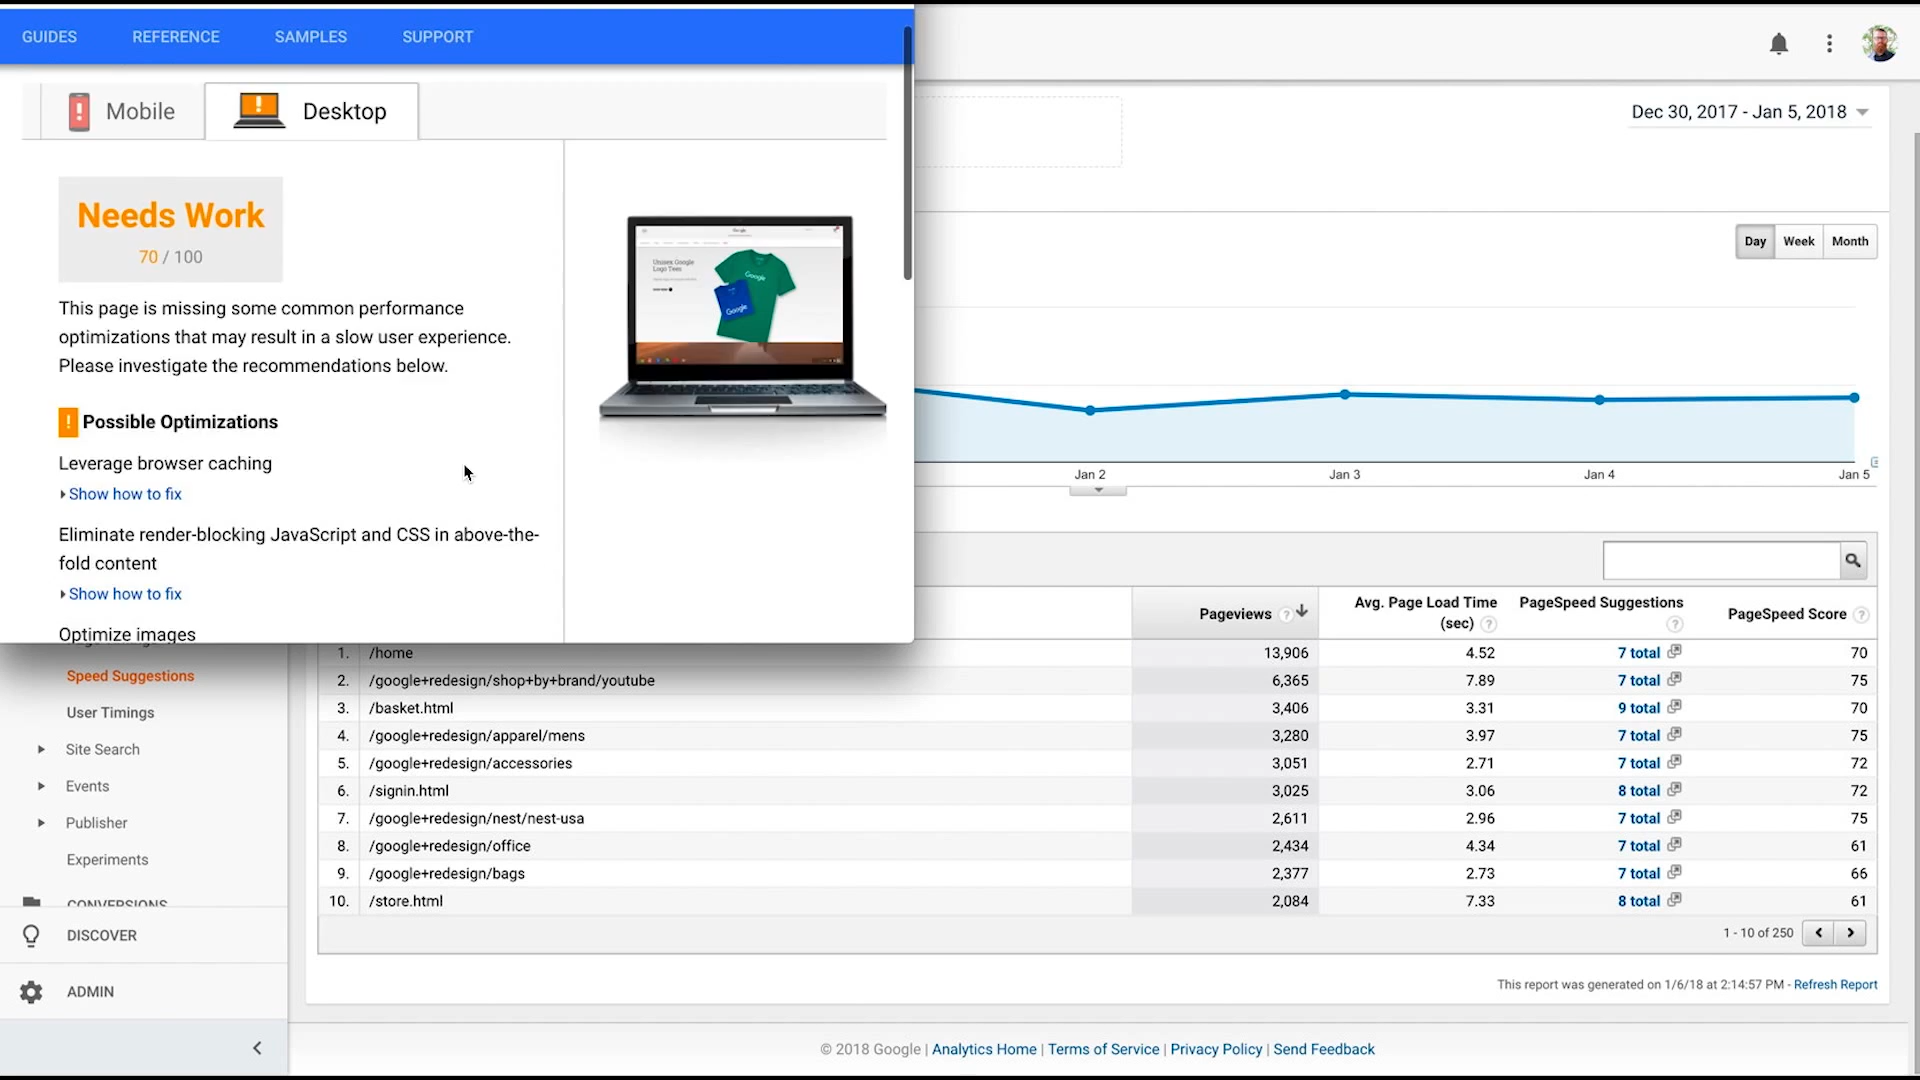 GUIDES REFERENCE SAMPLES SUPPORT
Mobile Desktop
Needs Work
70 / 100
This page is missing some common performance
optimizations that may result in a slow user experience.
Please investigate the recommendations below.
Possible Optimizations
Leverage browser caching
Show how to fix
Eliminate render-blocking JavaScript and CSS in above-the-
fold content
Show how to fix
Optimize images
Unisex Google
Logo Tees
Google
Google
Google
Dec 30, 2017 - Jan 5, 2018
Day Week Month
Jan 2 Jan 3 Jan 4 Jan 5
Pageviews ? Avg. Page Load Time
(sec) ? PageSpeed Suggestions
? PageSpeed Score ?
1. /home 13,906 4.52 7 total 70
2. /google+redesign/shop+by+brand/youtube 6,365 7.89 7 total 75
3. /basket.html 3,406 3.31 9 total 70
4. /google+redesign/apparel/mens 3,280 3.97 7 total 75
5. /google+redesign/accessories 3,051 2.71 7 total 72
6. /signin.html 3,025 3.06 8 total 72
7. /google+redesign/nest/nest-usa 2,611 2.96 7 total 75
8. /google+redesign/office 2,434 4.34 7 total 61
9. /google+redesign/bags 2,377 2.73 7 total 66
10. /store.html 2,084 7.33 8 total 61
1 - 10 of 250
This report was generated on 1/6/18 at 2:14:57 PM - Refresh Report
Speed Suggestions
User Timings
Site Search
Events
Publisher
Experiments
CONVERSIONS
DISCOVER
ADMIN
© 2018 Google | Analytics Home | Terms of Service | Privacy Policy | Send Feedback